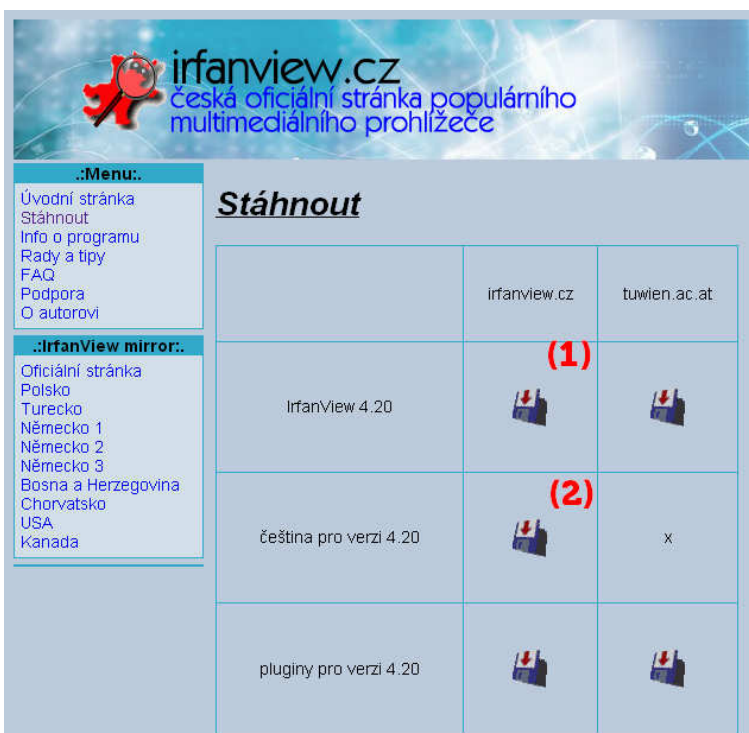 irfanview.cz
česká oficiální stránka populárního
multimediálního prohlížeče
.:Menu:.
Úvodní stránka
Stáhnout
Info o programu
Rady a tipy
FAQ
Podpora
O autorovi
.:IrfanView mirror:.
Oficiální stránka
Polsko
Turecko
Německo 1
Německo 2
Německo 3
Bosna a Herzegovina
Chorvatsko
USA
Kanada
Stáhnout
irfanview.cz tuwien.ac.at
(1)
IrfanView 4.20
(2)
čeština pro verzi 4.20 x
pluginy pro verzi 4.20